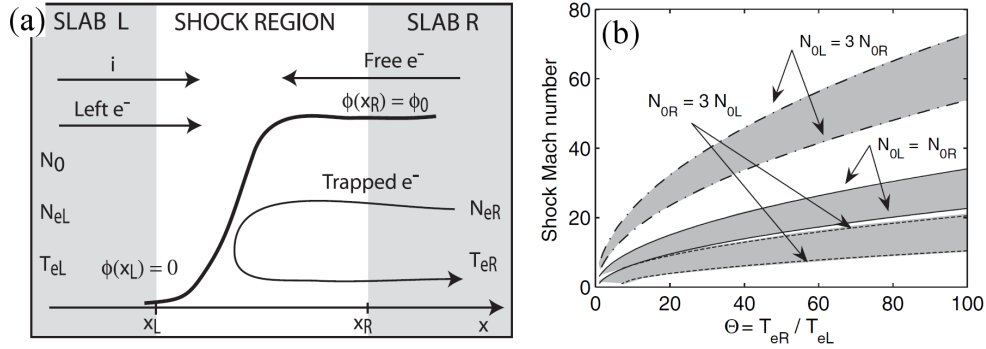 (a)
SLAB L
SHOCK REGION
SLAB R
i
Free e⁻
Left e⁻
ϕ(x_R) = ϕ₀
N₀
Trapped e⁻
N_eL
N_eR
T_eL
ϕ(x_L)=0
T_eR
x_L
x_R
x
(b)
Shock Mach number
80
60
40
20
0
N_0L = 3 N_0R
N_0R = 3 N_0L
N_0L = N_0R
0
20
40
60
80
100
Θ = T_eR / T_eL